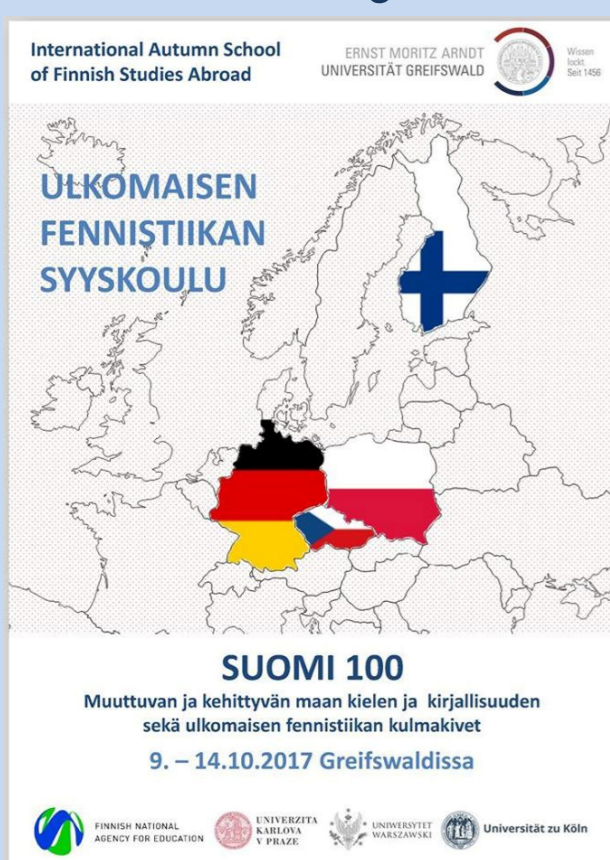 International Autumn School
of Finnish Studies Abroad
ERNST MORITZ ARNDT
UNIVERSITÄT GREIFSWALD
Wissen
lockt.
Seit 1456
ULKOMAISEN
FENNISTIIKAN
SYYSKOULU
SUOMI 100
Muuttuvan ja kehittyvän maan kielen ja kirjallisuuden
sekä ulkomaisen fennistiikan kulmakivet
9. – 14.10.2017 Greifswaldissa
FINNISH NATIONAL
AGENCY FOR EDUCATION
UNIVERZITA
KARLOVA
V PRAZE
UNIWERSYTET
WARSZAWSKI
Universität zu Köln